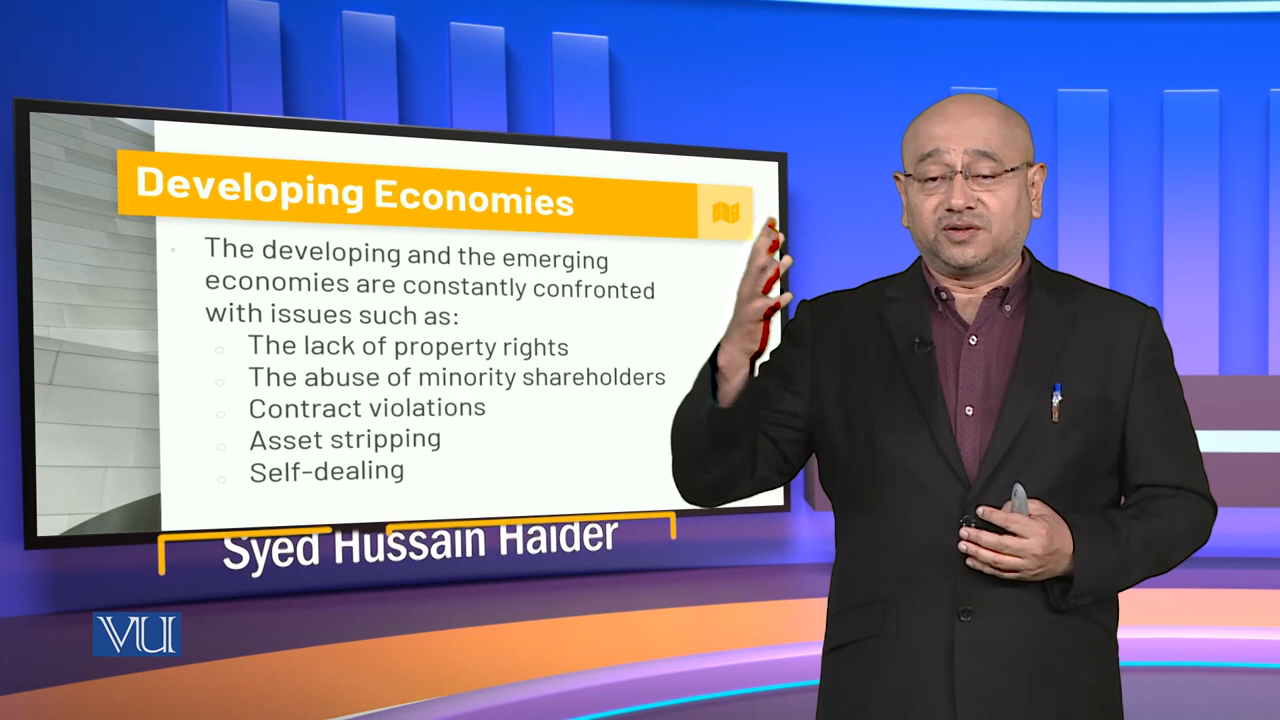 Developing Economies
The developing and the emerging
economies are constantly confronted
with issues such as:
The lack of property rights
The abuse of minority shareholders
Contract violations
Asset stripping
Self-dealing
Syed Hussain Haider
VU